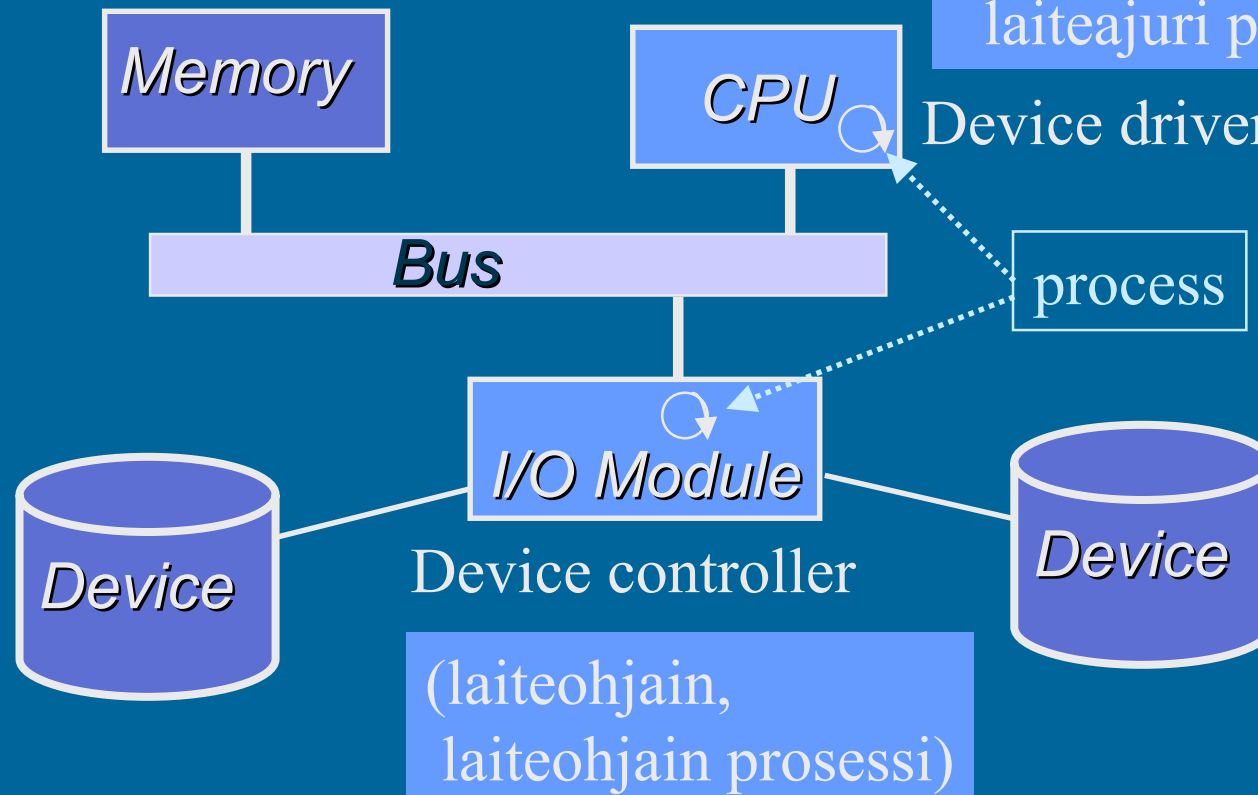 laiteajuri
Memory
CPU
Device driver
Bus
process
I/O Module
Device
Device
Device controller
(laiteohjain,
laiteohjain prosessi)